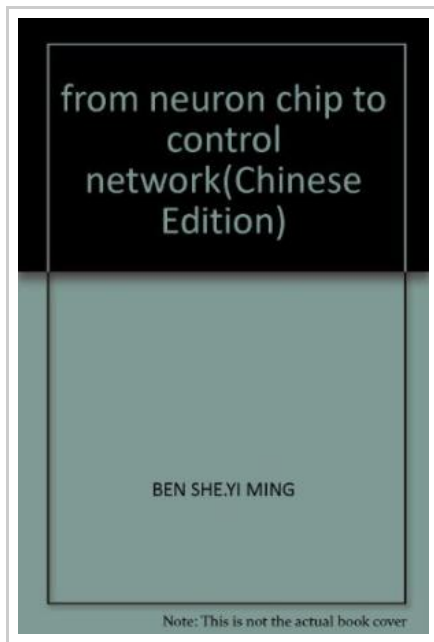 from neuron chip to
control
network(Chinese
Edition)
BEN SHE.YI MING
Note: This is not the actual book cover